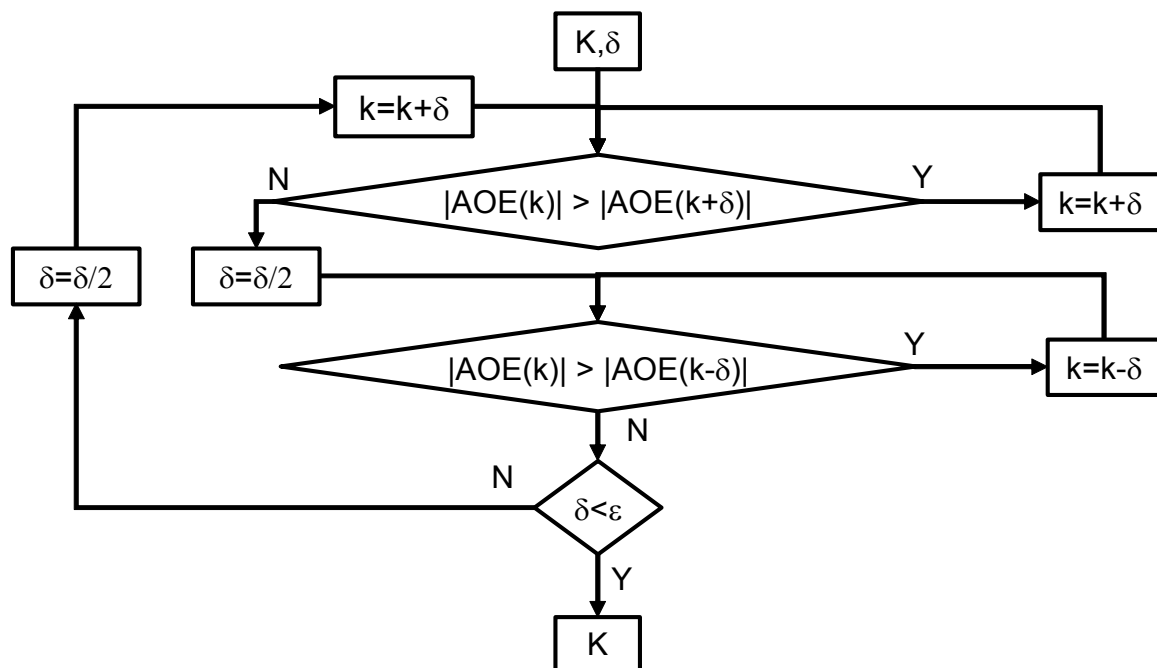 K,δ
k=k+δ
N
|AOE(k)| > |AOE(k+δ)|
Y
k=k+δ
δ=δ/2
δ=δ/2
|AOE(k)| > |AOE(k-δ)|
Y
k=k-δ
N
N
δ<ε
Y
K